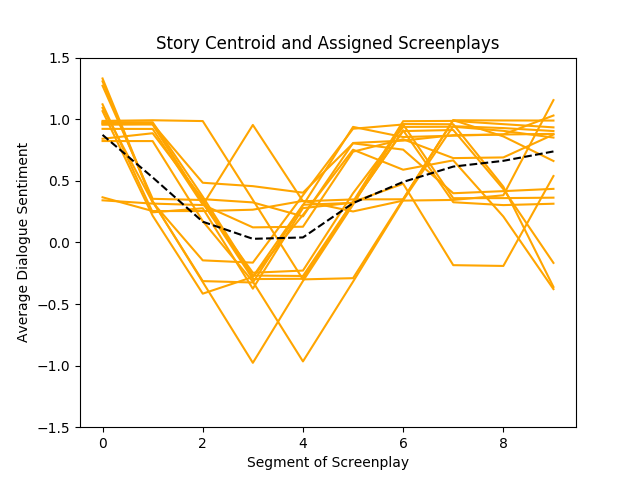 Story Centroid and Assigned Screenplays
1.5
1.0
0.5
0.0
−0.5
−1.0
−1.5
Average Dialogue Sentiment
0 2 4 6 8
Segment of Screenplay